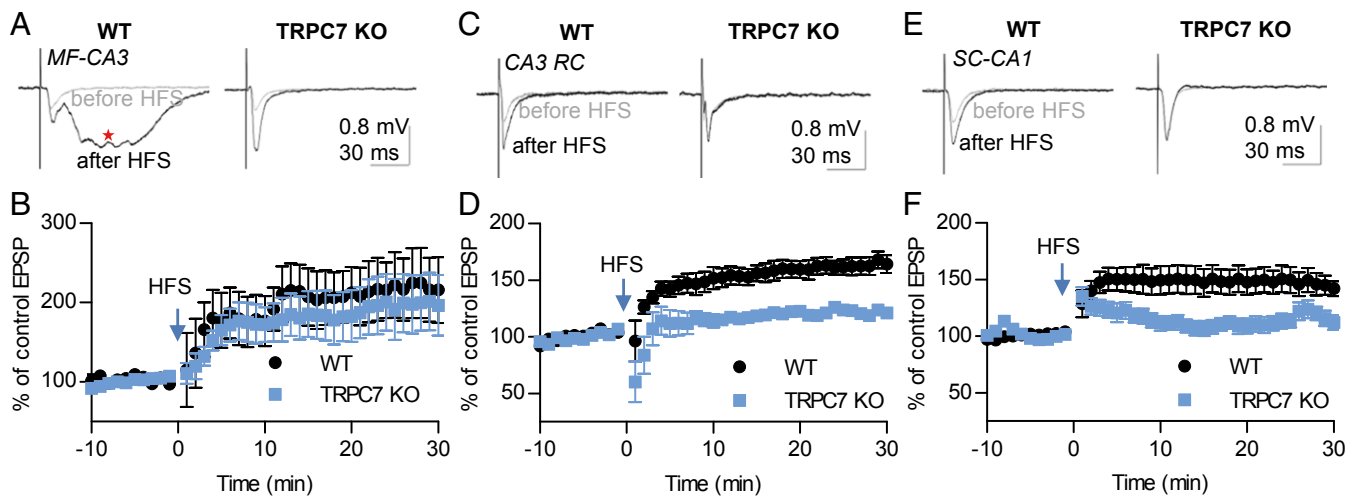 A
WT
TRPC7 KO
MF-CA3
before HFS
after HFS
0.8 mV
30 ms
C
WT
TRPC7 KO
CA3 RC
before HFS
after HFS
0.8 mV
30 ms
E
WT
TRPC7 KO
SC-CA1
before HFS
after HFS
0.8 mV
30 ms
B
% of control EPSP
300
200
100
HFS
WT
TRPC7 KO
-10
0
10
20
30
Time (min)
D
% of control EPSP
200
150
100
50
HFS
WT
TRPC7 KO
-10
0
10
20
30
Time (min)
F
% of control EPSP
200
150
100
50
HFS
WT
TRPC7 KO
-10
0
10
20
30
Time (min)